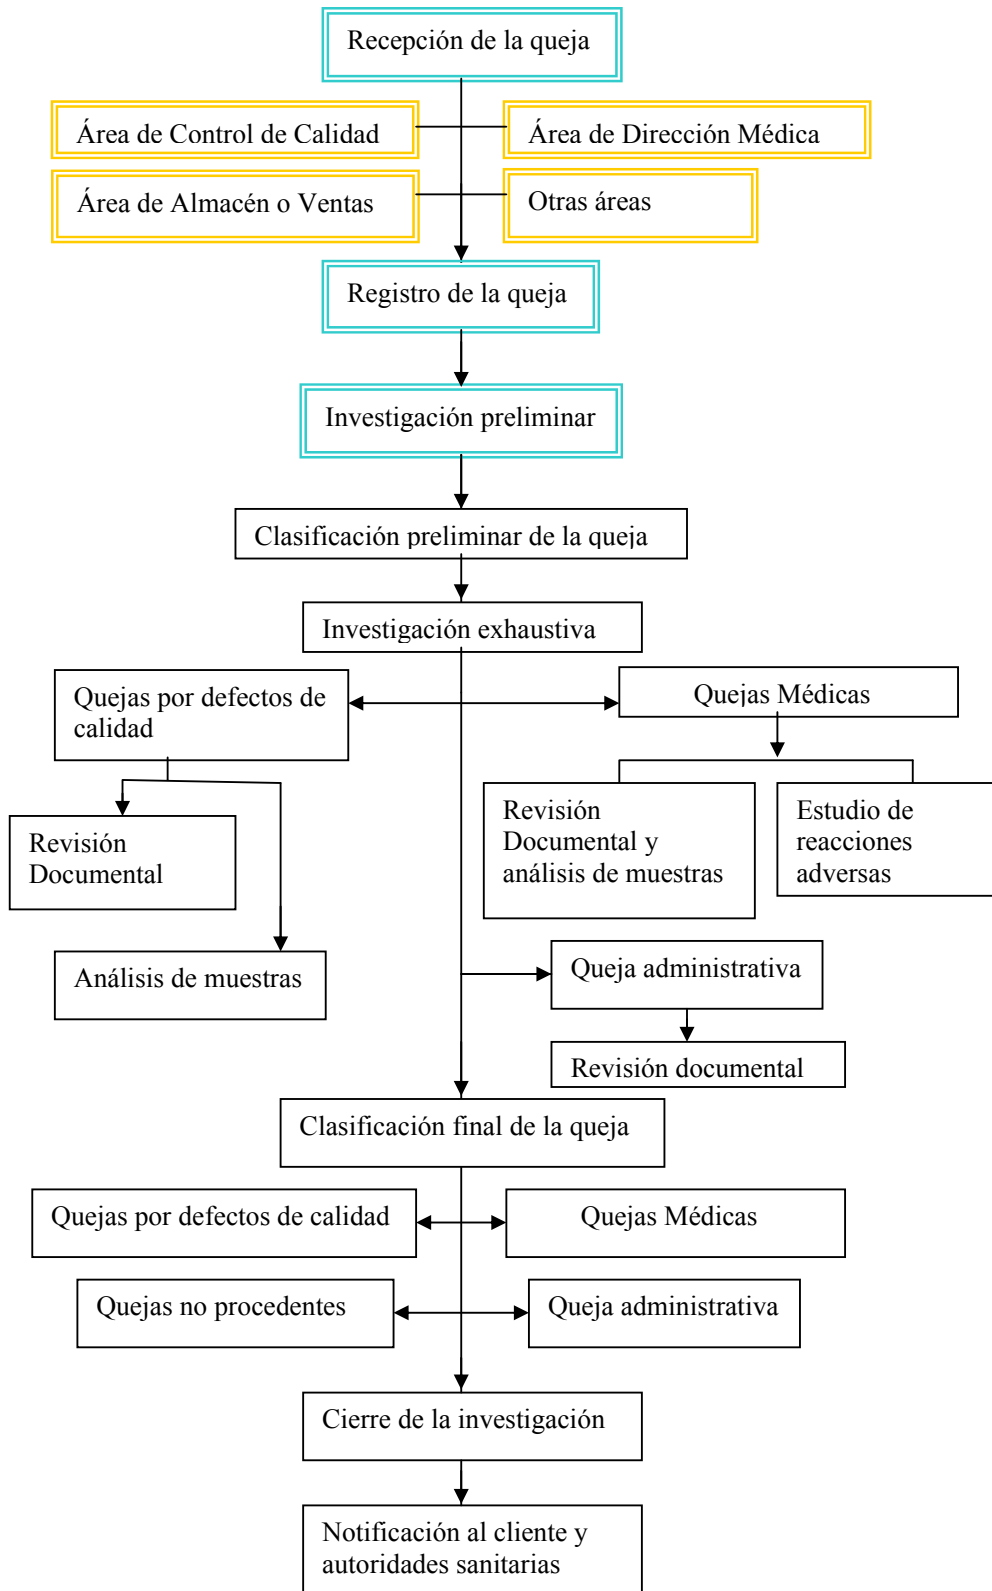 Recepción de la queja
Área de Control de Calidad
Área de Dirección Médica
Área de Almacén o Ventas
Otras áreas
Registro de la queja
Investigación preliminar
Clasificación preliminar de la queja
Investigación exhaustiva
Quejas por defectos de
calidad
Quejas Médicas
Revisión
Documental
Revisión
Documental y
análisis de muestras
Estudio de
reacciones
adversas
Análisis de muestras
Queja administrativa
Revisión documental
Clasificación final de la queja
Quejas por defectos de calidad
Quejas Médicas
Quejas no procedentes
Queja administrativa
Cierre de la investigación
Notificación al cliente y
autoridades sanitarias